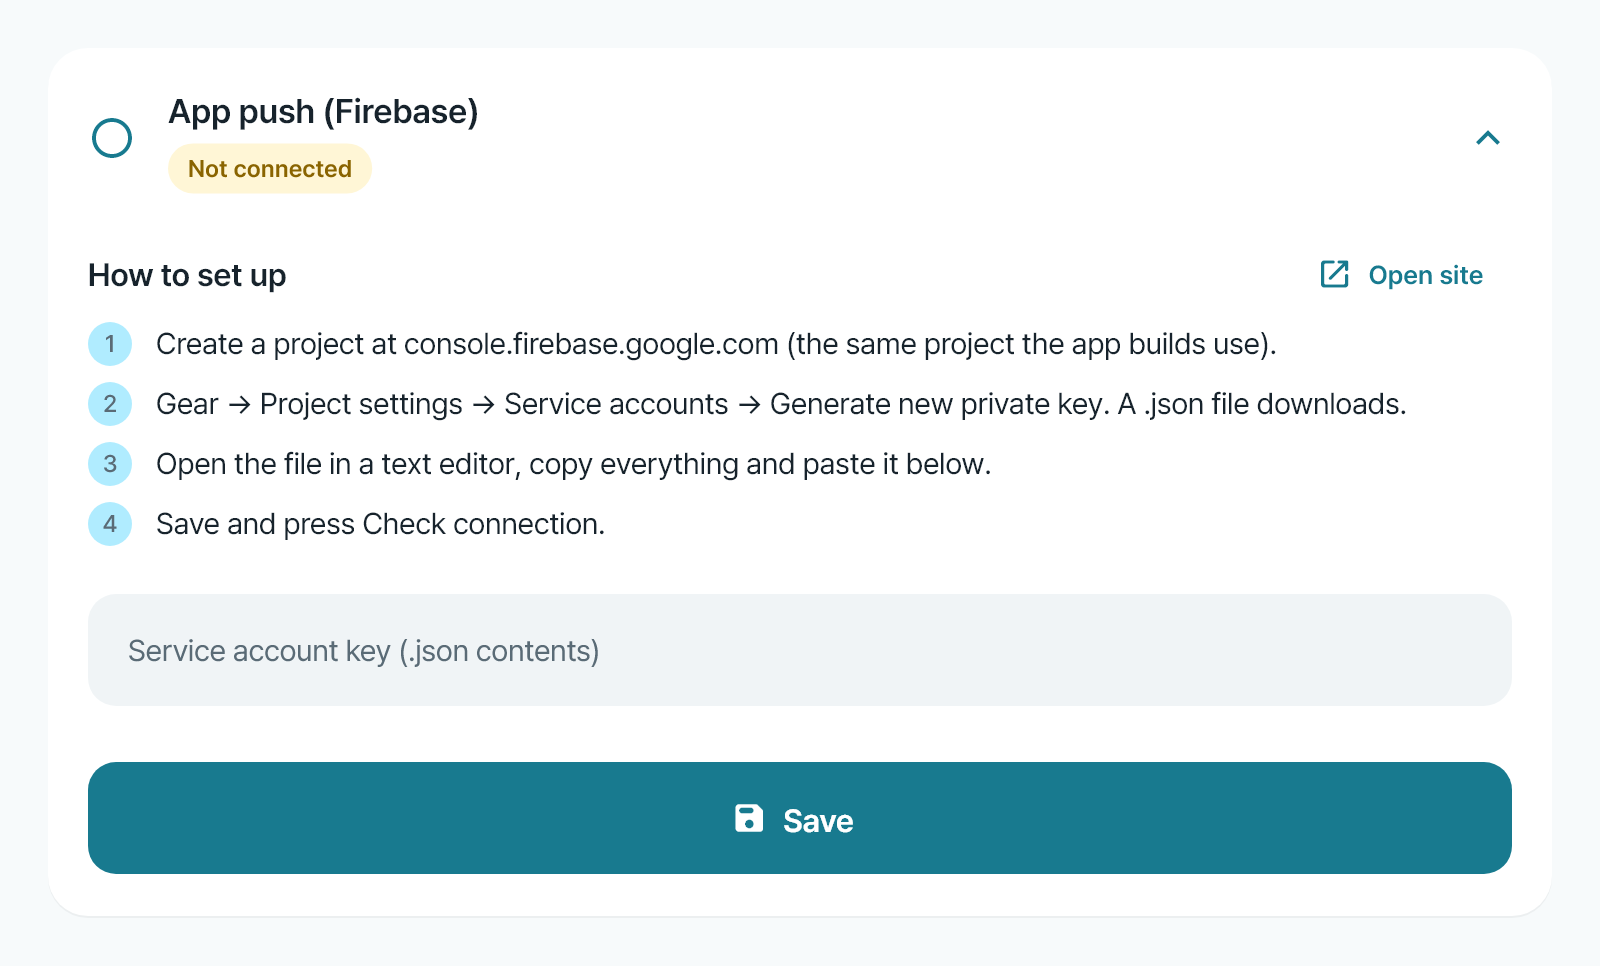 App push (Firebase)
Not connected
How to set up
Open site
1 Create a project at console.firebase.google.com (the same project the app builds use).
2 Gear → Project settings → Service accounts → Generate new private key. A .json file downloads.
3 Open the file in a text editor, copy everything and paste it below.
4 Save and press Check connection.
Service account key (.json contents)
Save